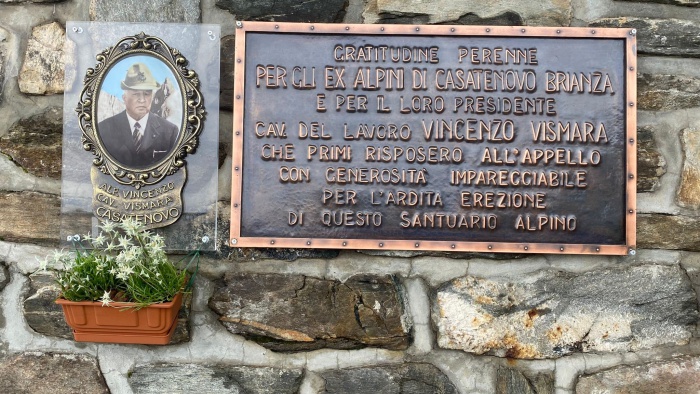 ALP. VINCENZO
CAV. VISMARA
CASATENOVO
GRATITUDINE PERENNE
PER GLI EX ALPINI DI CASATENOVO BRIANZA
E PER IL LORO PRESIDENTE
CAV. DEL LAVORO VINCENZO VISMARA
CHE PRIMI RISPOSERO ALL'APPELLO
CON GENEROSITÀ IMPAREGGIABILE
PER L'ARDITA EREZIONE
DI QUESTO SANTUARIO ALPINO